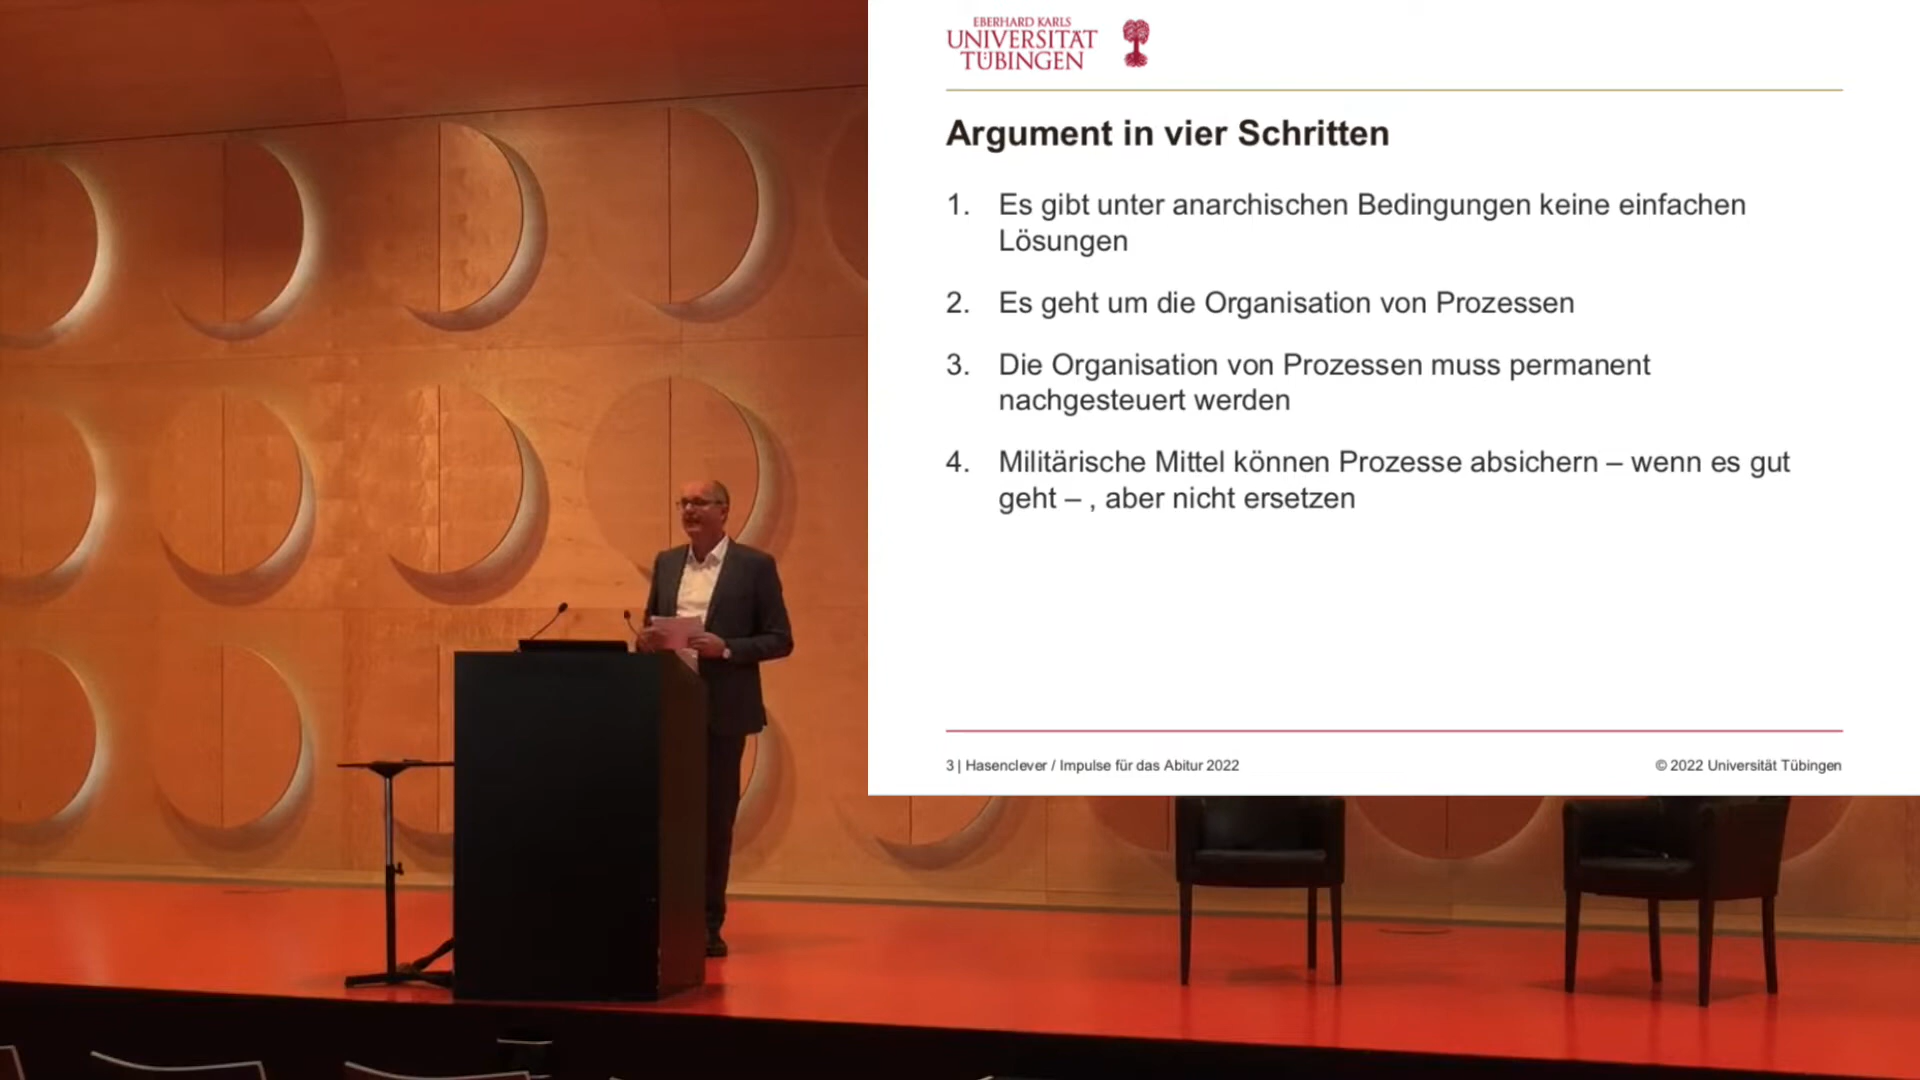 EBERHARD KARLS
UNIVERSITÄT
TÜBINGEN
Argument in vier Schritten
1. Es gibt unter anarchischen Bedingungen keine einfachen
Lösungen
2. Es geht um die Organisation von Prozessen
3. Die Organisation von Prozessen muss permanent
nachgesteuert werden
4. Militärische Mittel können Prozesse absichern – wenn es gut
geht – , aber nicht ersetzen
3 | Hasenclever / Impulse für das Abitur 2022
© 2022 Universität Tübingen